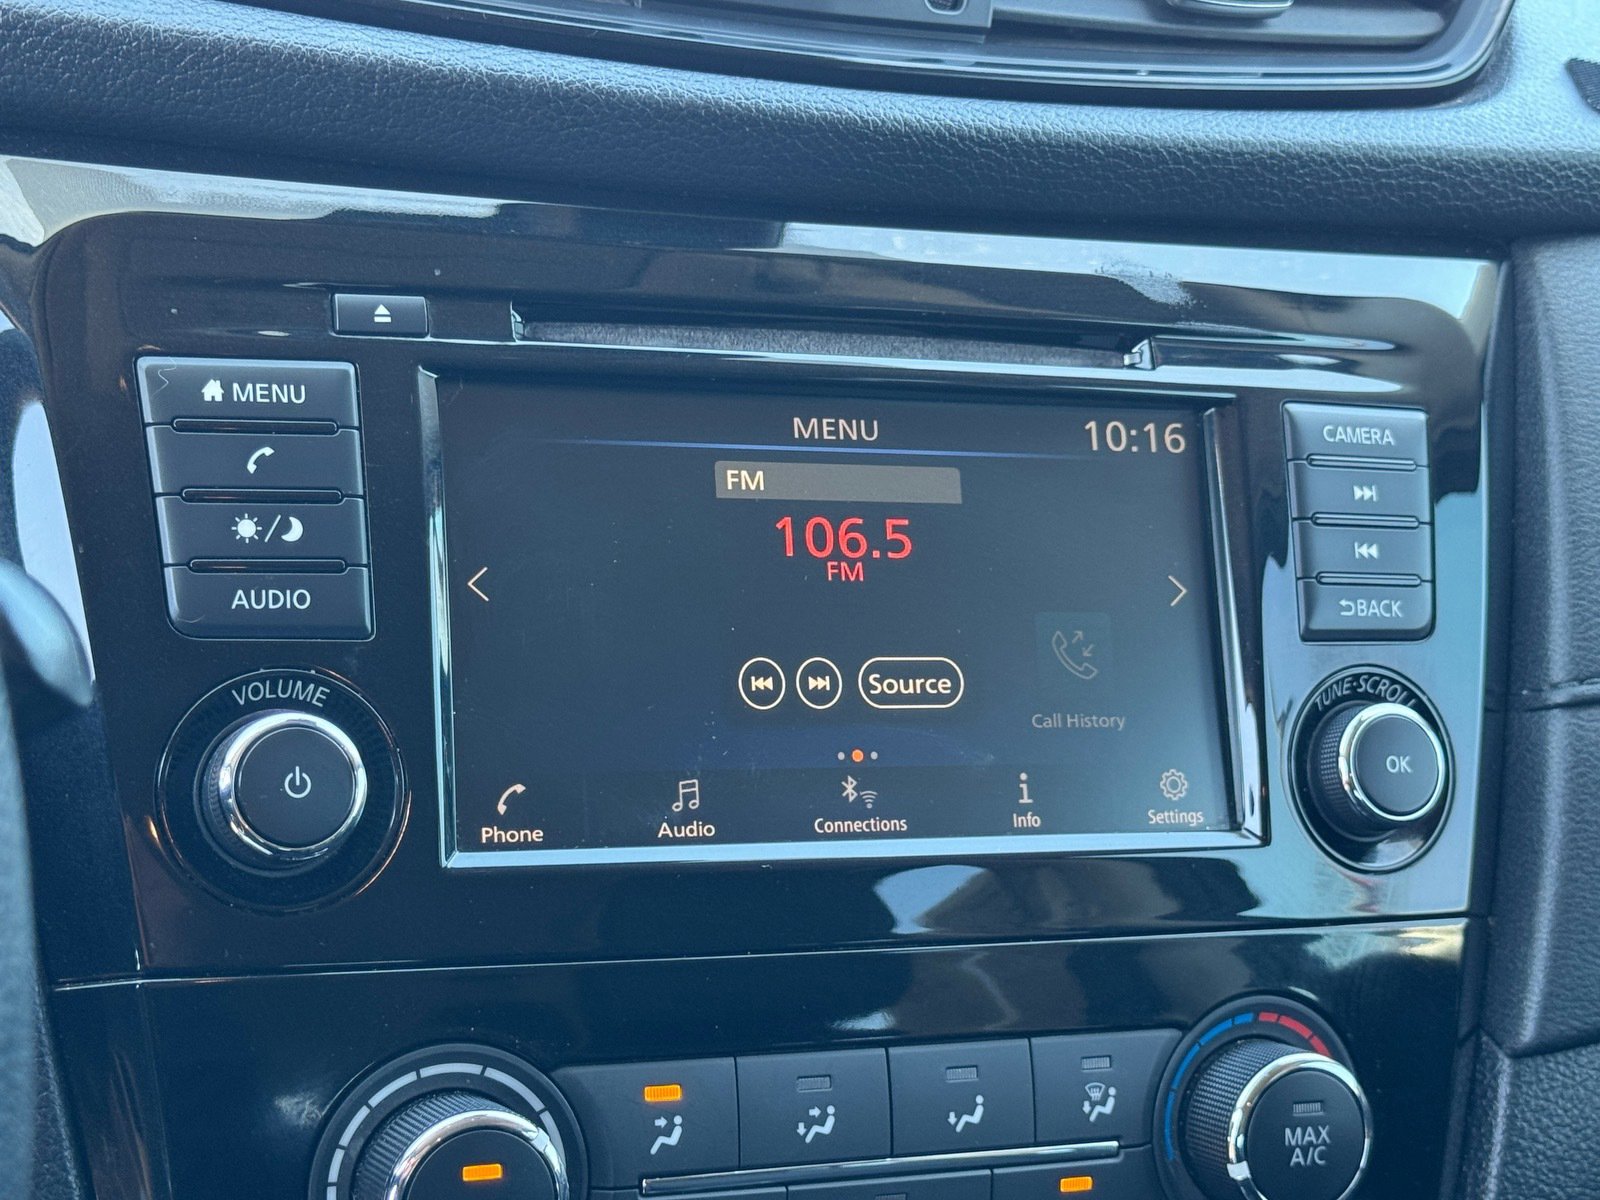 MENU
AUDIO
VOLUME
MENU
10:16
FM
106.5
FM
Source
Call History
Phone
Audio
Connections
Info
Settings
CAMERA
BACK
TUNE·SCROLL
OK
MAX
A/C